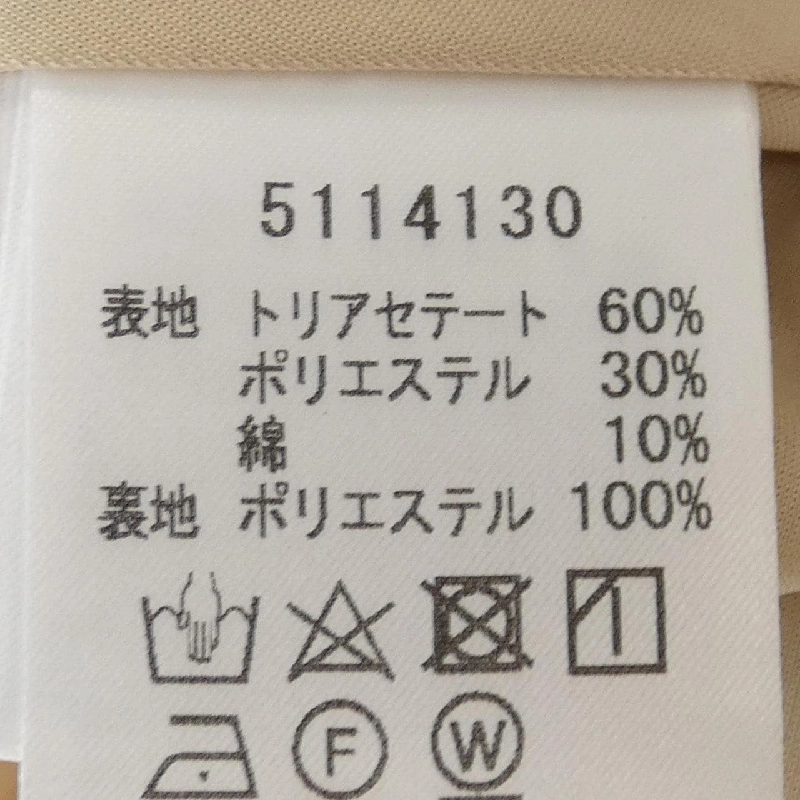 5114130
表地 トリアセテート 60%
ポリエステル 30%
綿 10%
裏地 ポリエステル 100%
F W